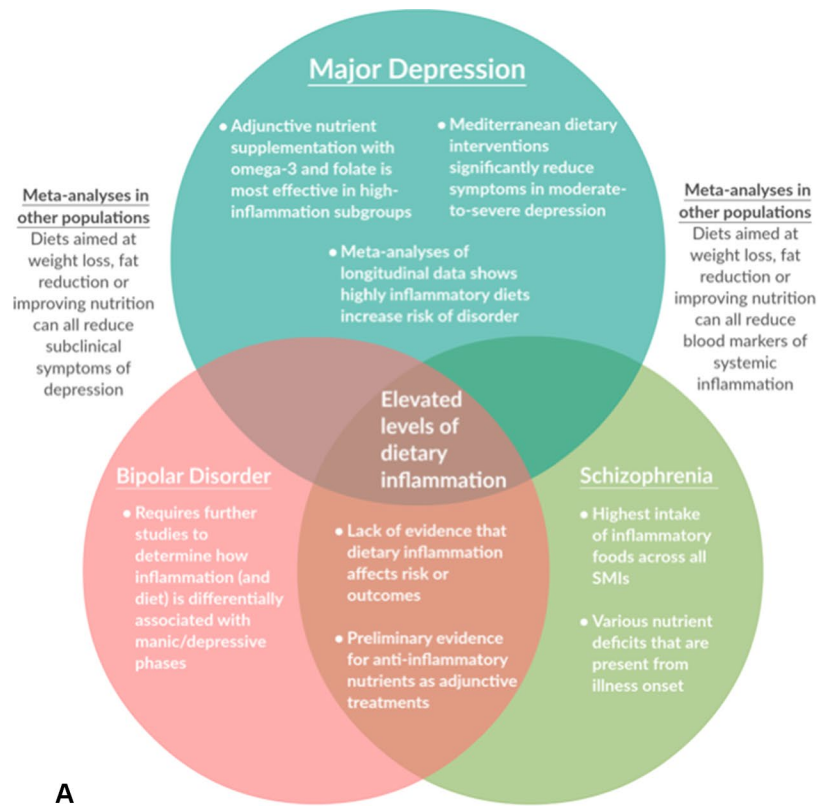 Major Depression
• Adjunctive nutrient
supplementation with
omega-3 and folate is
most effective in high-
inflammation subgroups
• Mediterranean dietary
interventions
significantly reduce
symptoms in moderate-
to-severe depression
• Meta-analyses of
longitudinal data shows
highly inflammatory diets
increase risk of disorder
Meta-analyses in
other populations
Diets aimed at
weight loss, fat
reduction or
improving nutrition
can all reduce
subclinical
symptoms of
depression
Meta-analyses in
other populations
Diets aimed at
weight loss, fat
reduction or
improving nutrition
can all reduce
blood markers of
systemic
inflammation
Elevated
levels of
dietary
inflammation
Bipolar Disorder
• Requires further
studies to
determine how
inflammation (and
diet) is differentially
associated with
manic/depressive
phases
• Lack of evidence that
dietary inflammation
affects risk or
outcomes
• Preliminary evidence
for anti-inflammatory
nutrients as adjunctive
treatments
Schizophrenia
• Highest intake
of inflammatory
foods across all
SMIs
• Various nutrient
deficits that are
present from
illness onset
A